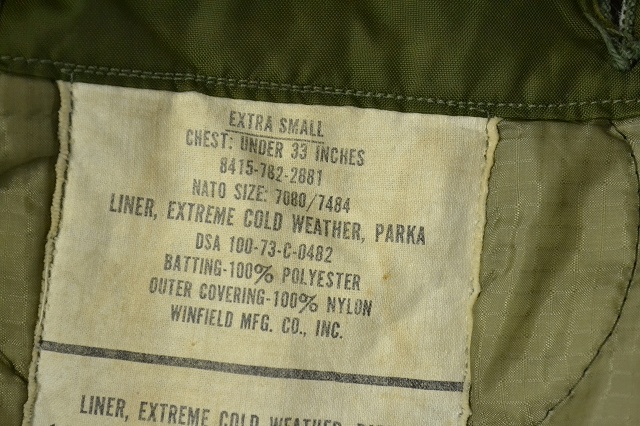 EXTRA SMALL
CHEST: UNDER 33 INCHES
8415-782-2881
NATO SIZE: 7080/7484
LINER, EXTREME COLD WEATHER, PARKA
DSA 100-73-C-0482
BATTING-100% POLYESTER
OUTER COVERING-100% NYLON
WINFIELD MFG. CO., INC.
LINER, EXTREME COLD WEATHER,